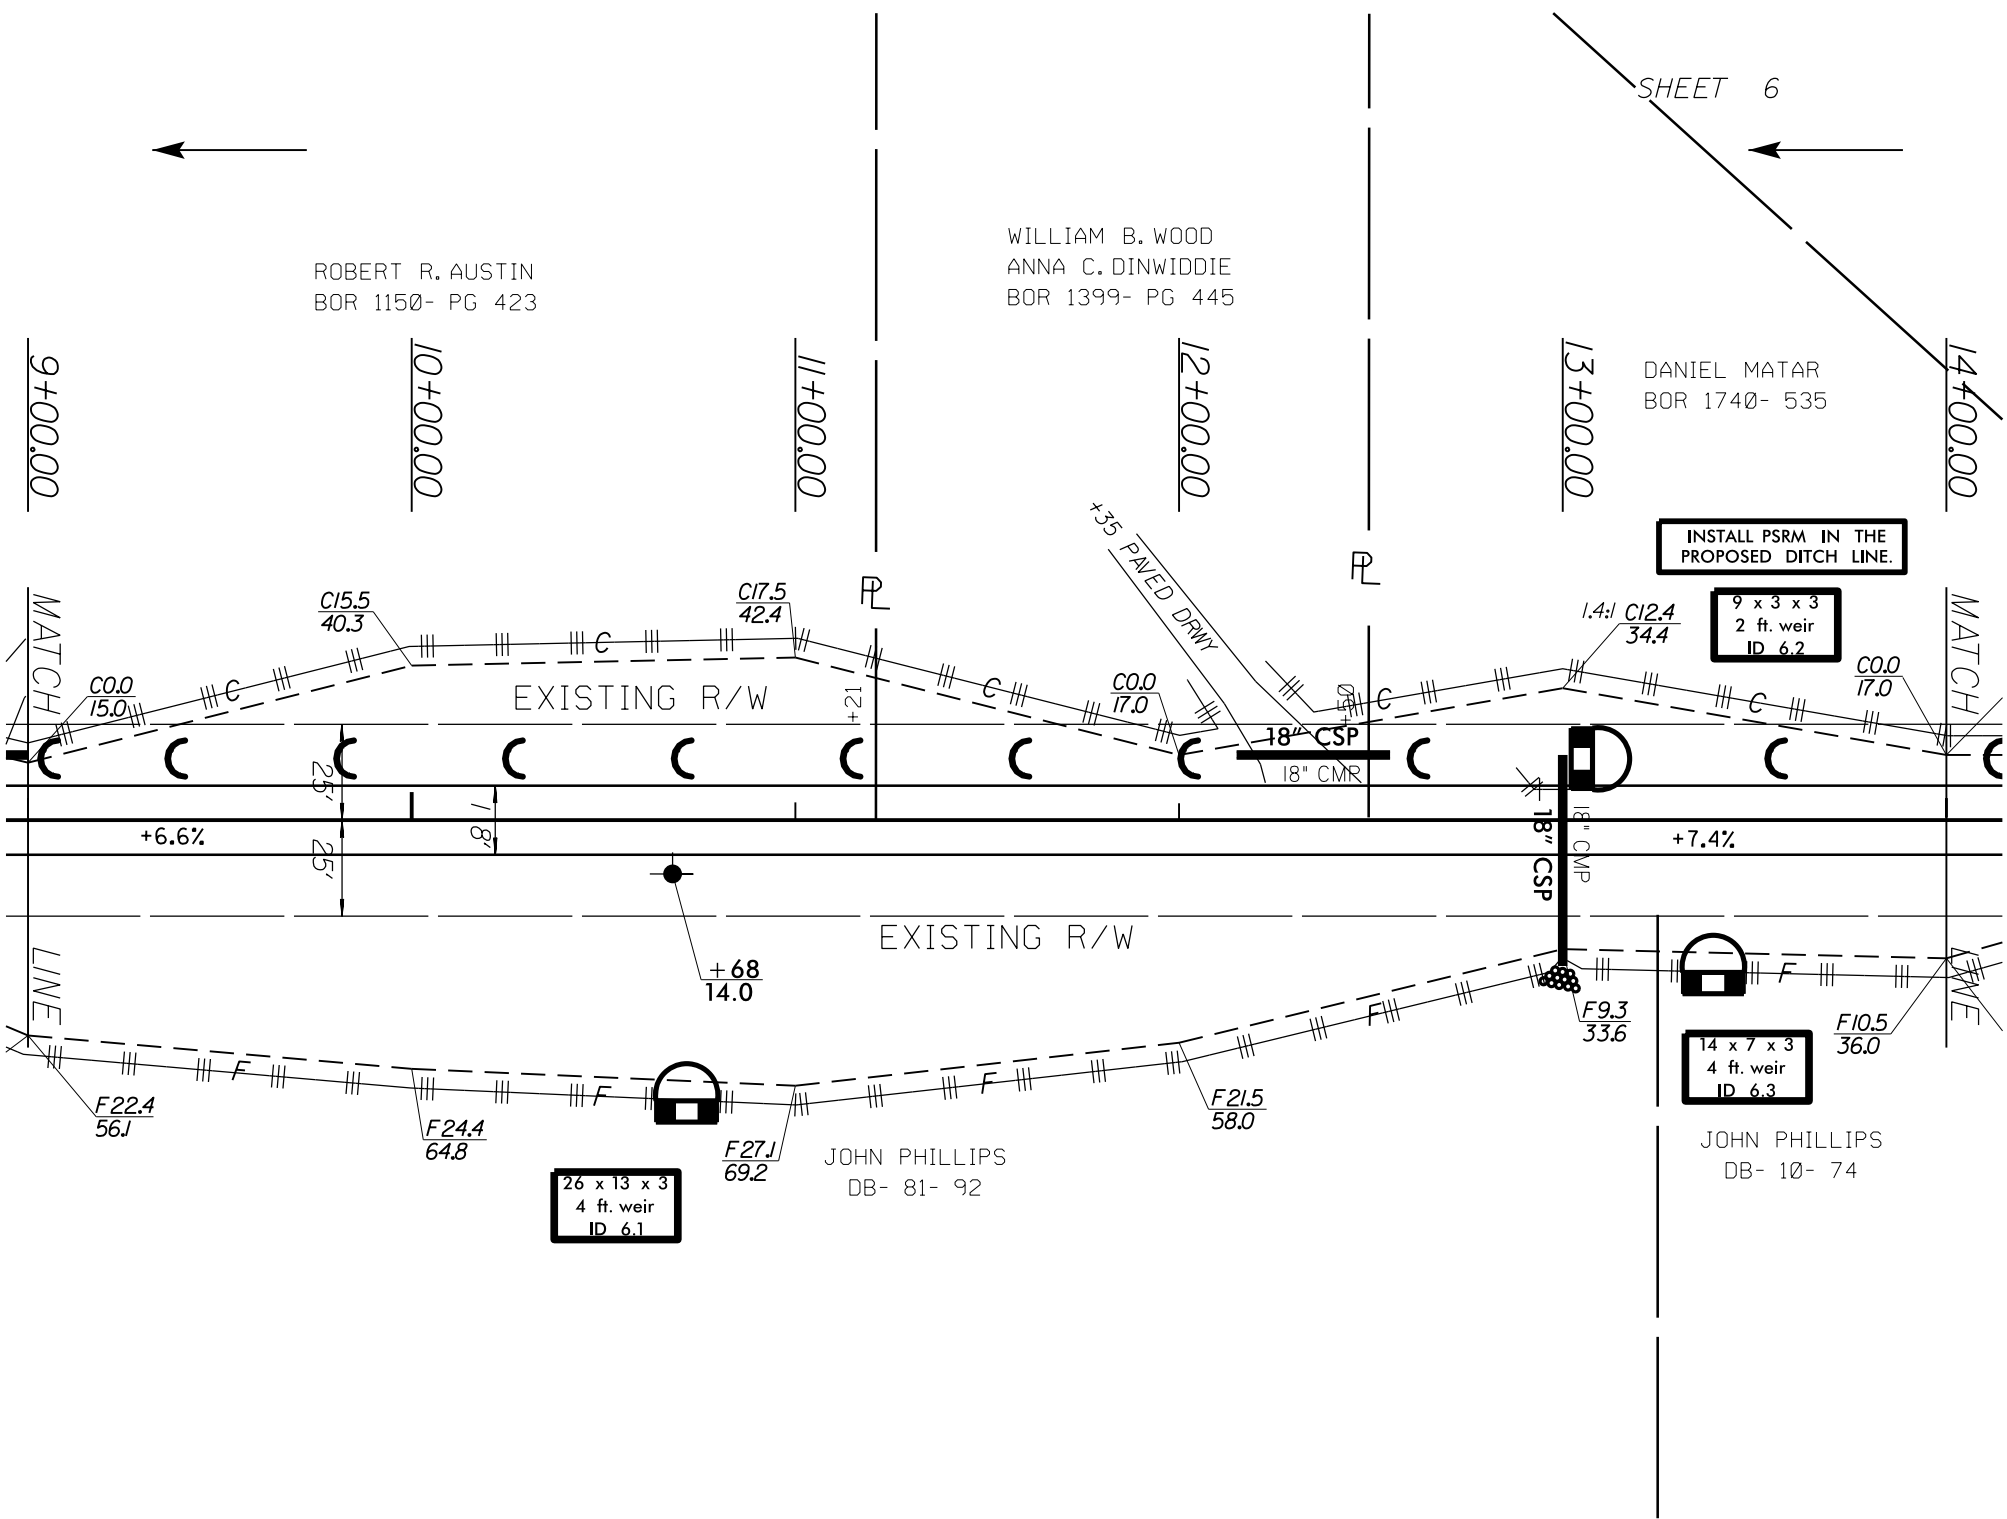 SHEET 6
WILLIAM B. WOOD
ANNA C. DINWIDDIE
BOR 1399- PG 445
ROBERT R. AUSTIN
BOR 1150- PG 423
DANIEL MATAR
BOR 1740- 535
9+00.00
10+00.00
11+00.00
12+00.00
13+00.00
14+00.00
+35 PAVED DRWY
INSTALL PSRM IN THE
PROPOSED DITCH LINE.
9 x 3 x 3
2 ft. weir
ID 6.2
MATCH
C0.0
15.0
C15.5
40.3
C17.5
42.4
PL
C0.0
17.0
PL
1.4:1
C12.4
34.4
C0.0
17.0
MATCH
C
C
C
C
C
EXISTING R/W
+21
+50
18" CSP
18" CMP
25'
25'
18'
+6.6%
18" CSP
18" CMP
+7.4%
EXISTING R/W
+68
14.0
LINE
LINE
F
F
F
F
F
F22.4
56.1
F24.4
64.8
F27.1
69.2
F21.5
58.0
F9.3
33.6
F10.5
36.0
14 x 7 x 3
4 ft. weir
ID 6.3
JOHN PHILLIPS
DB- 81- 92
JOHN PHILLIPS
DB- 10- 74
26 x 13 x 3
4 ft. weir
ID 6.1